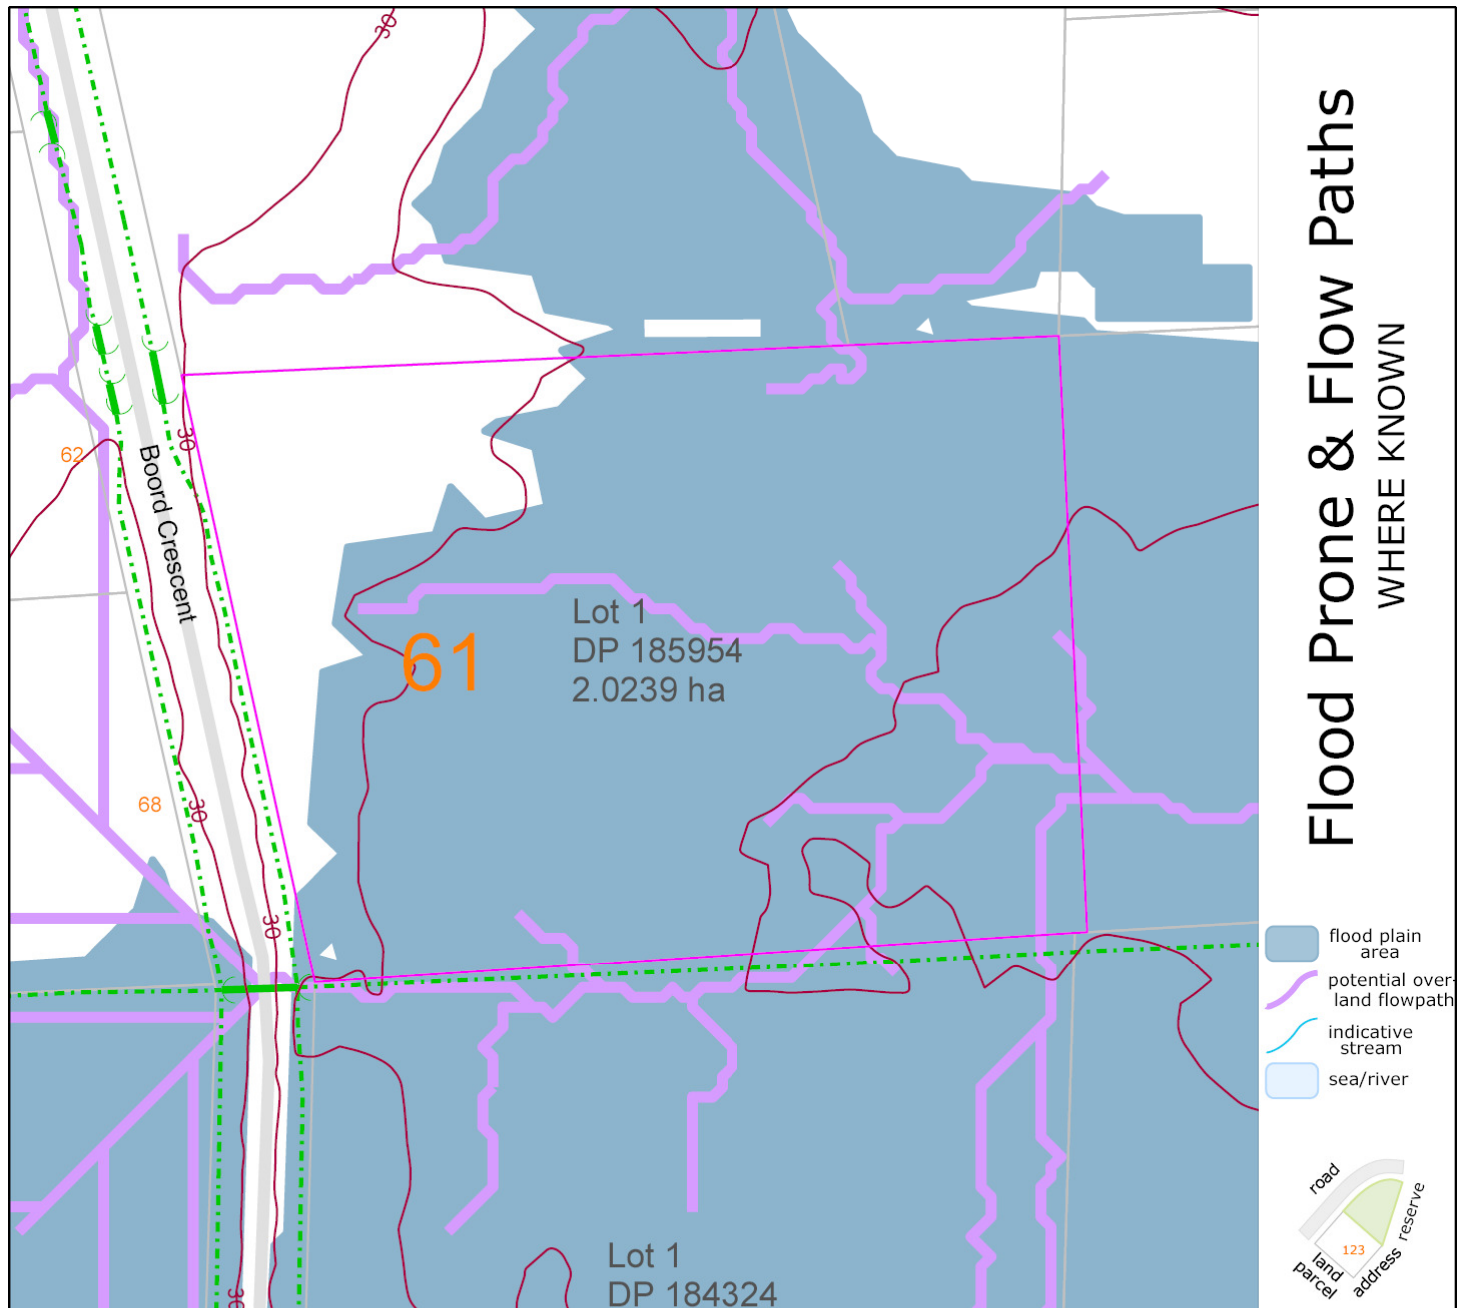 30
62
30
Boord Crescent
Lot 1
DP 185954
2.0239 ha
61
68
30
30
Lot 1
DP 184324
30
Flood Prone & Flow Paths
WHERE KNOWN
flood plain
area
potential over-
land flowpath
indicative
stream
sea/river
road
reserve
123
land
parcel
address